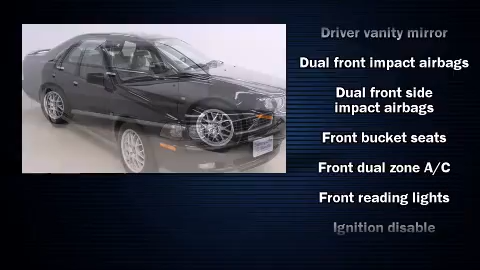 Driver vanity mirror
Dual front impact airbags
Dual front side
impact airbags
Front bucket seats
Front dual zone A/C
Front reading lights
Ignition disable